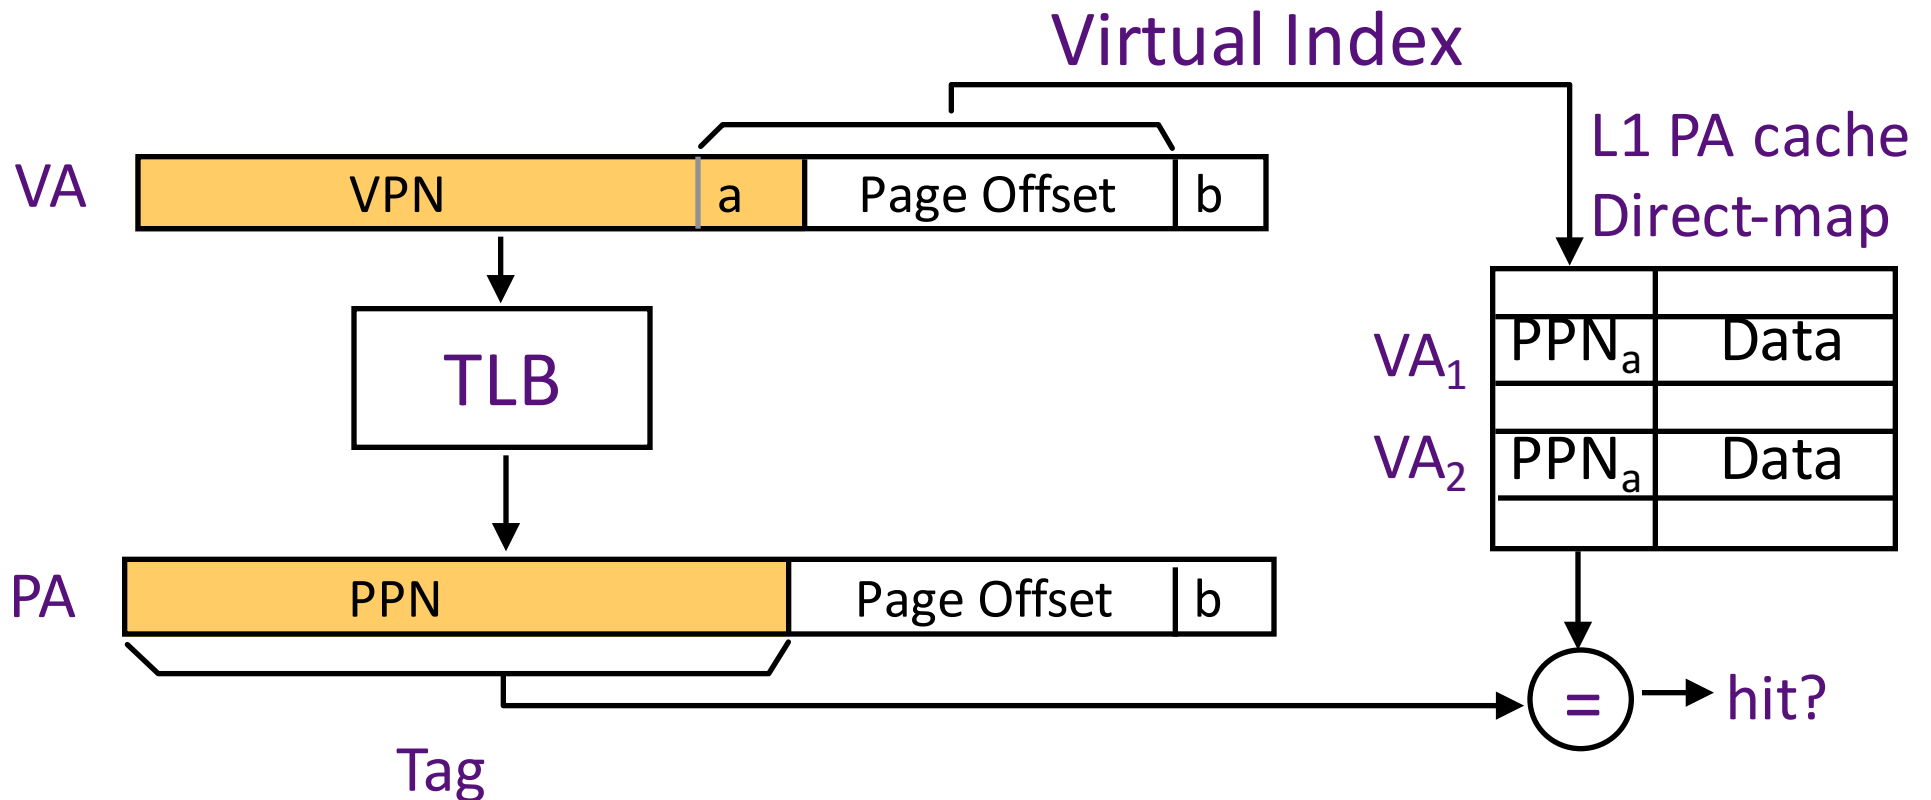 Virtual Index
L1 PA cache
Direct-map
VA
VPN a Page Offset b
TLB
VA1 PPNa Data
VA2 PPNa Data
PA
PPN Page Offset b
= hit?
Tag